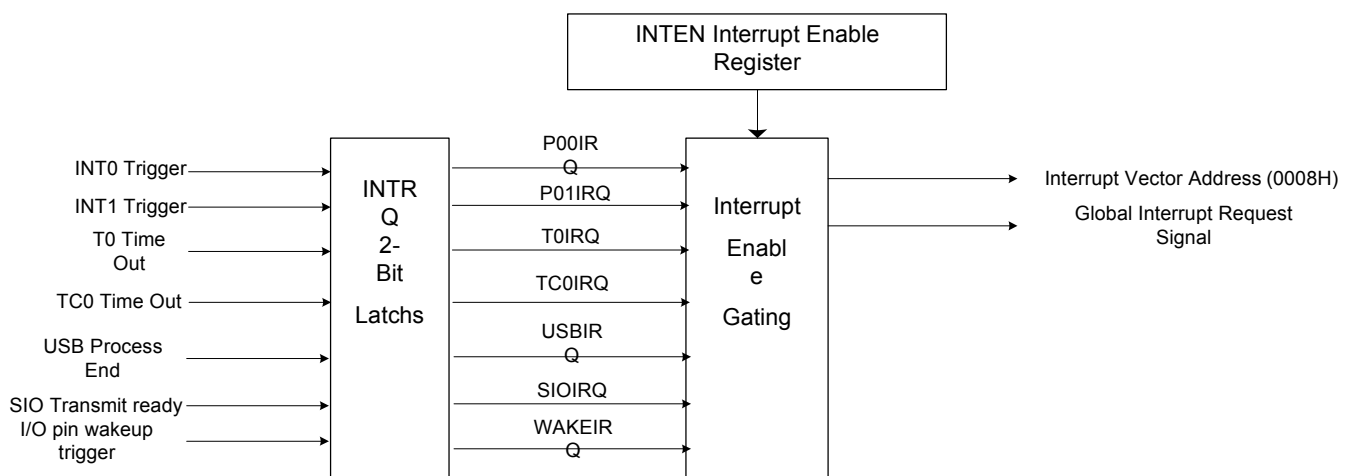 INTEN Interrupt Enable
Register
INT0 Trigger
INT1 Trigger
T0 Time
Out
TC0 Time Out
USB Process
End
SIO Transmit ready
I/O pin wakeup
trigger
INTR
Q
2-
Bit
Latchs
P00IR
Q
P01IRQ
T0IRQ
TC0IRQ
USBIR
Q
SIOIRQ
WAKEIR
Q
Interrupt
Enabl
e
Gating
Interrupt Vector Address (0008H)
Global Interrupt Request
Signal